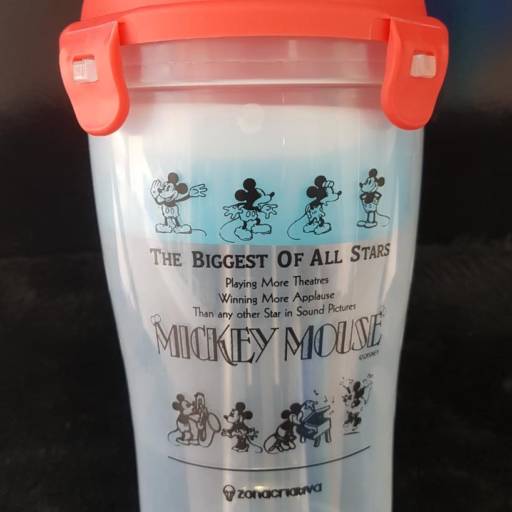 THE BIGGEST OF ALL STARS
Playing More Theatres
Winning More Applause
Than any other Star in Sound Pictures
MICKEY MOUSE
©DISNEY
zonacriativa